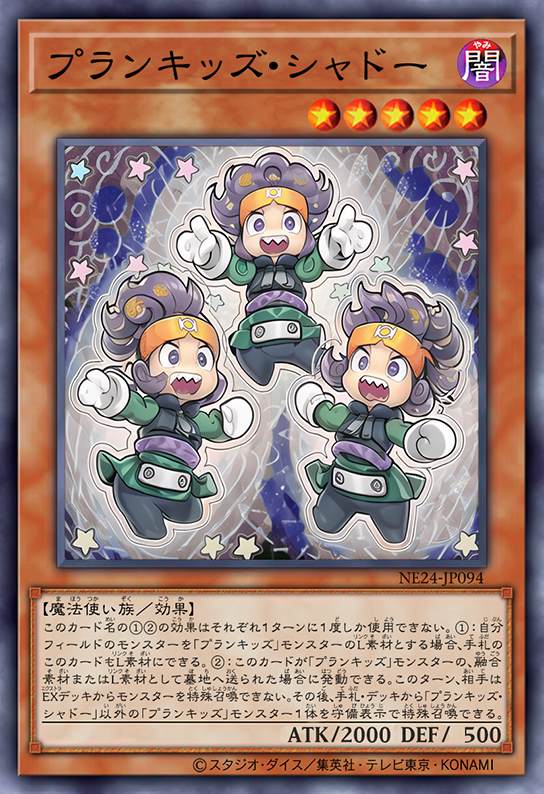 プランキッズ・シャドー
やみ
闇
NE24-JP094
【魔法使い族／効果】
このカード名の①②の効果はそれぞれ1ターンに1度しか使用できない。①：自分
フィールドのモンスターを「プランキッズ」モンスターのL素材とする場合、手札の
このカードもL素材にできる。②：このカードが「プランキッズ」モンスターの、融合
素材またはL素材として墓地へ送られた場合に発動できる。このターン、相手は
EXデッキからモンスターを特殊召喚できない。その後、手札・デッキから「プランキッズ・
シャドー」以外の「プランキッズ」モンスター1体を守備表示で特殊召喚できる。
ATK/2000 DEF/ 500
©スタジオ・ダイス/集英社・テレビ東京・KONAMI